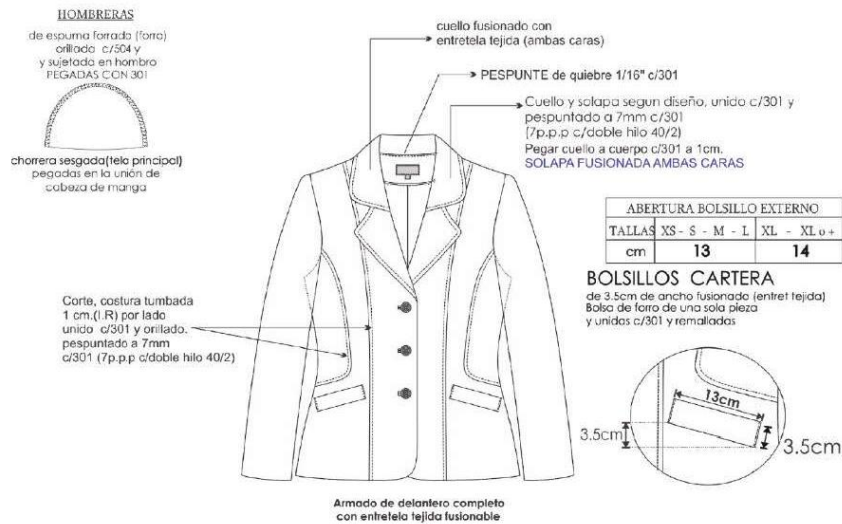 HOMBRERAS
de espuma forrada (forro)
orillada c/504 y
y sujetada en hombro
PEGADAS CON 301
chorrera sesgada(tela principal)
pegadas en la unión de
cabeza de manga
cuello fusionado con
entretela tejida (ambas caras)
PESPUNTE de quiebre 1/16" c/301
Cuello y solapa segun diseño, unido c/301 y
pespuntado a 7mm c/301
(7p.p.p c/doble hilo 40/2)
Pegar cuello a cuerpo c/301 a 1cm.
SOLAPA FUSIONADA AMBAS CARAS
ABERTURA BOLSILLO EXTERNO
TALLAS XS - S - M - L XL - XL o +
cm 13 14
BOLSILLOS CARTERA
de 3.5cm de ancho fusionado (entret tejida)
Bolsa de forro de una sola pieza
y unidos c/301 y remalladas
Corte, costura tumbada
1 cm.(I.R) por lado
unido c/301 y orillado.
pespuntado a 7mm
c/301 (7p.p.p c/doble hilo 40/2)
13cm
3.5cm
3.5cm
Armado de delantero completo
con entretela tejida fusionable